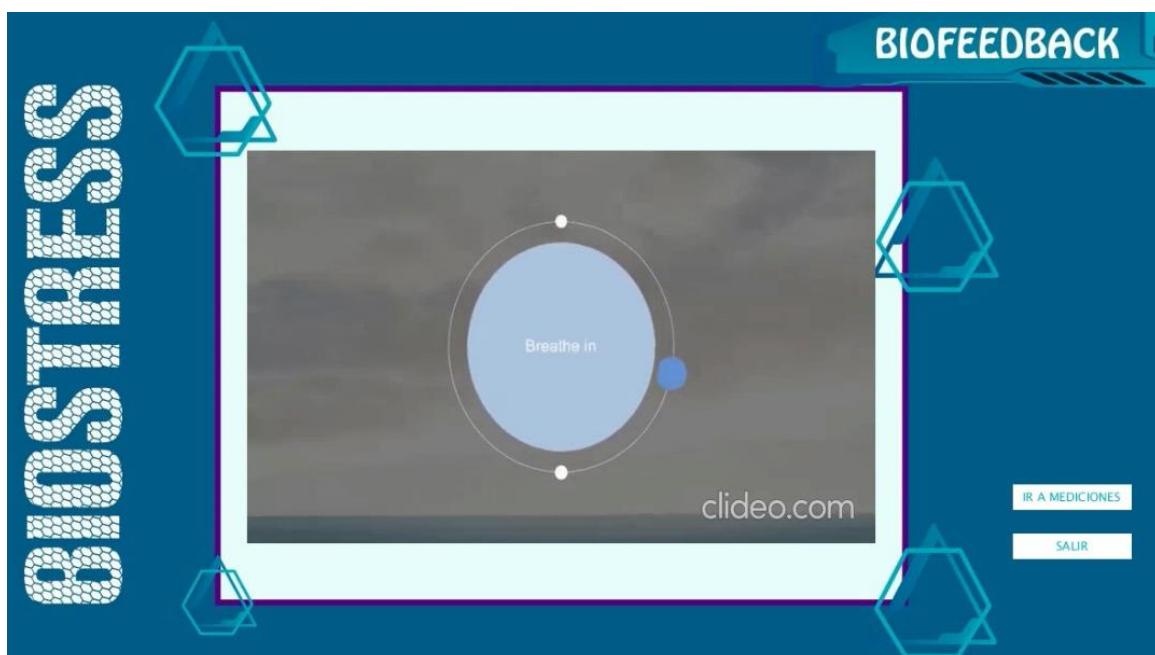 BIOFEEDBACK
BIOSTRESS
Breathe in
clideo.com
IR A MEDICIONES
SALIR